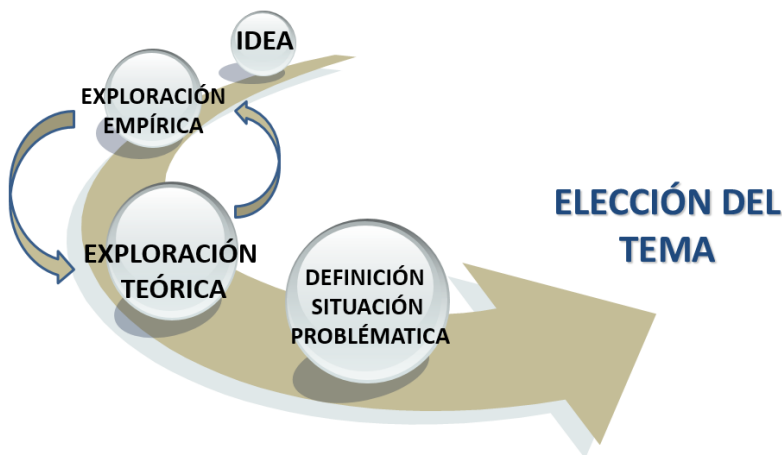 IDEA
EXPLORACIÓN
EMPÍRICA
EXPLORACIÓN
TEÓRICA
DEFINICIÓN
SITUACIÓN
PROBLÉMATICA
ELECCIÓN DEL
TEMA